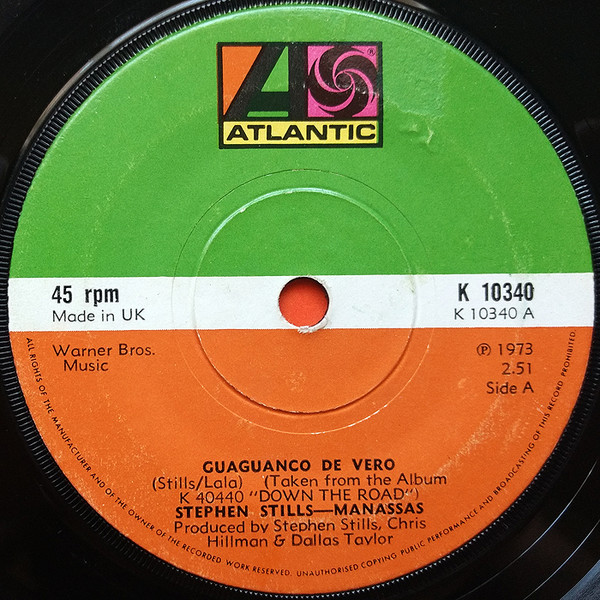 ATLANTIC
®
45 rpm
Made in UK
K 10340
K 10340 A
Warner Bros.
Music
℗ 1973
2.51
Side A
GUAGUANCO DE VERO
(Stills/Lala) (Taken from the Album
K 40440 "DOWN THE ROAD")
STEPHEN STILLS—MANASSAS
Produced by Stephen Stills, Chris
Hillman & Dallas Taylor
ALL RIGHTS OF THE MANUFACTURER AND OF THE OWNER OF THE RECORDED WORK RESERVED. UNAUTHORISED COPYING PUBLIC PERFORMANCE AND BROADCASTING OF THIS RECORD PROHIBITED.